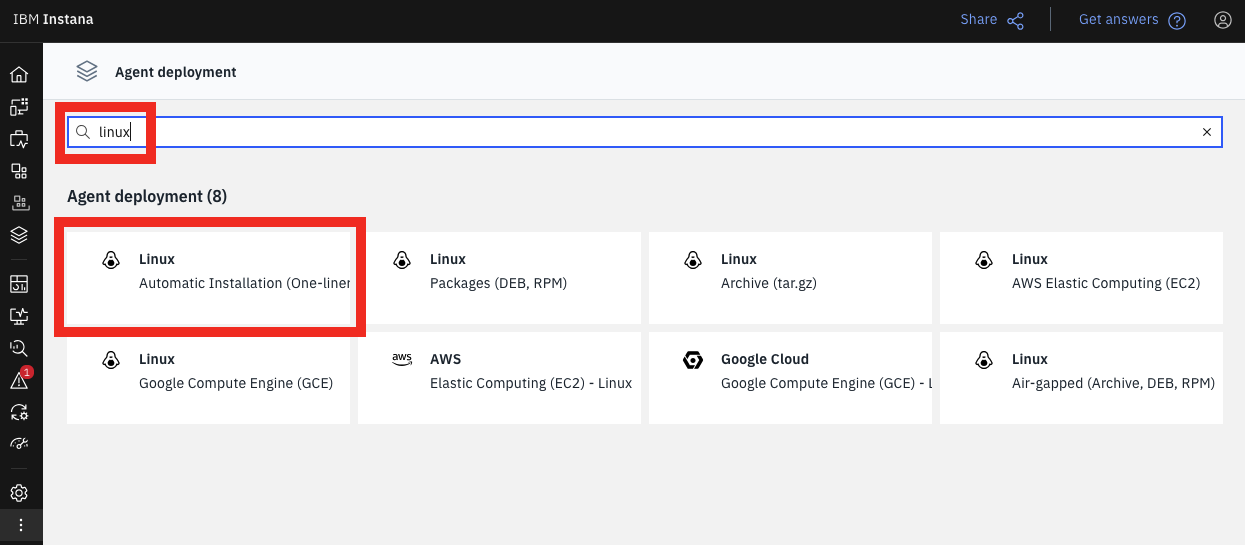 IBM Instana
Share
Get answers
Agent deployment
linux
Agent deployment (8)
Linux
Automatic Installation (One-liner
Linux
Packages (DEB, RPM)
Linux
Archive (tar.gz)
Linux
AWS Elastic Computing (EC2)
Linux
Google Compute Engine (GCE)
aws
AWS
Elastic Computing (EC2) - Linux
Google Cloud
Google Compute Engine (GCE) - L
Linux
Air-gapped (Archive, DEB, RPM)
1